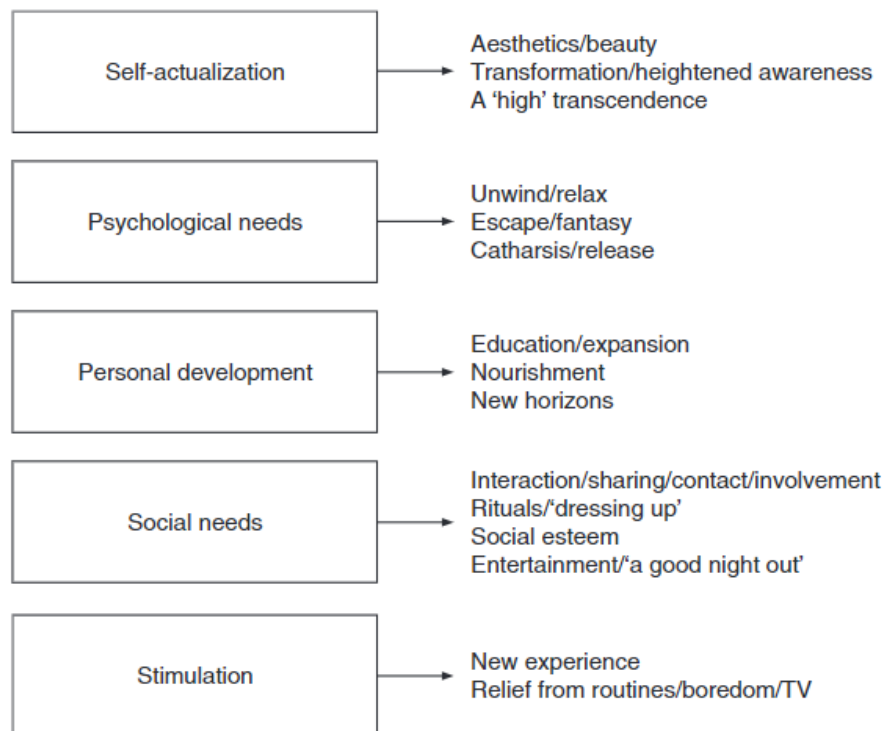 Self-actualization
Aesthetics/beauty
Transformation/heightened awareness
A ‘high’ transcendence
Psychological needs
Unwind/relax
Escape/fantasy
Catharsis/release
Personal development
Education/expansion
Nourishment
New horizons
Social needs
Interaction/sharing/contact/involvement
Rituals/‘dressing up’
Social esteem
Entertainment/‘a good night out’
Stimulation
New experience
Relief from routines/boredom/TV